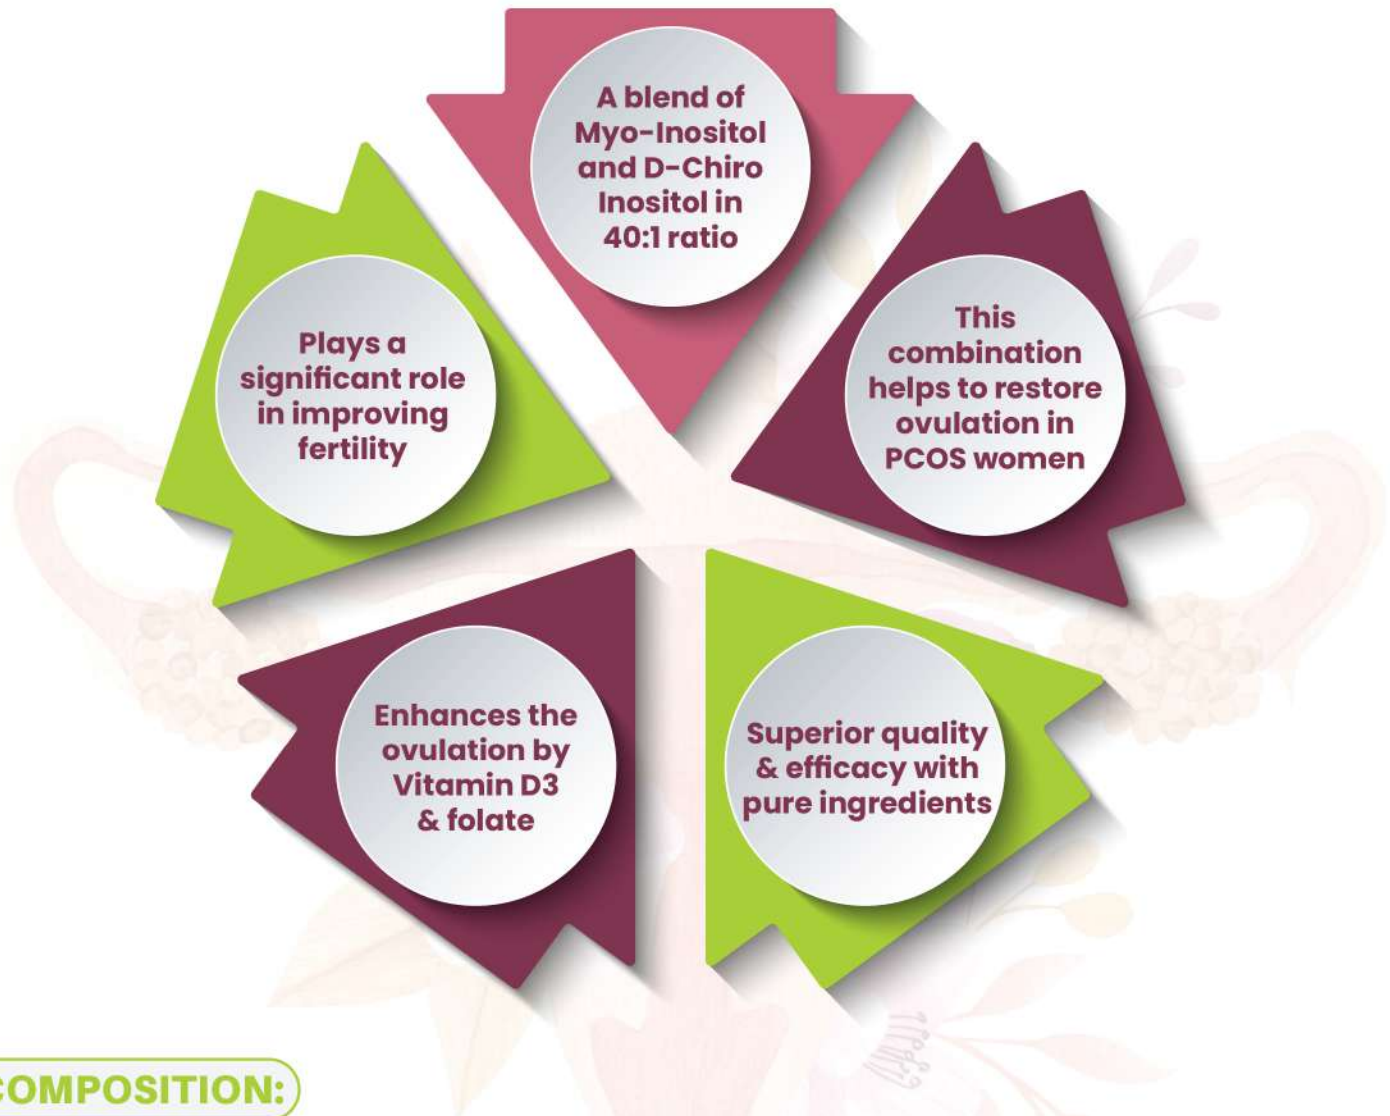 A blend of
Myo-Inositol
and D-Chiro
Inositol in
40:1 ratio
This
combination
helps to restore
ovulation in
PCOS women
Superior quality
& efficacy with
pure ingredients
Enhances the
ovulation by
Vitamin D3
& folate
Plays a
significant role
in improving
fertility
COMPOSITION: